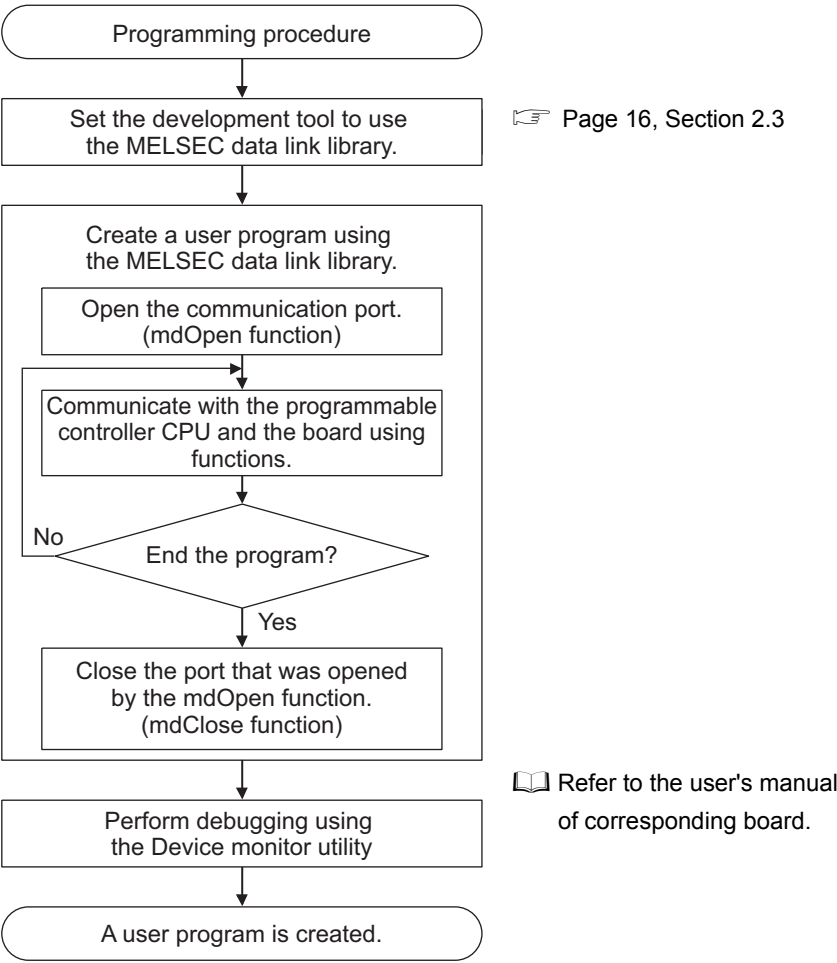 Programming procedure
Set the development tool to use
the MELSEC data link library.
Page 16, Section 2.3
Create a user program using
the MELSEC data link library.
Open the communication port.
(mdOpen function)
Communicate with the programmable
controller CPU and the board using
functions.
No
End the program?
Yes
Close the port that was opened
by the mdOpen function.
(mdClose function)
Refer to the user's manual
of corresponding board.
Perform debugging using
the Device monitor utility
A user program is created.